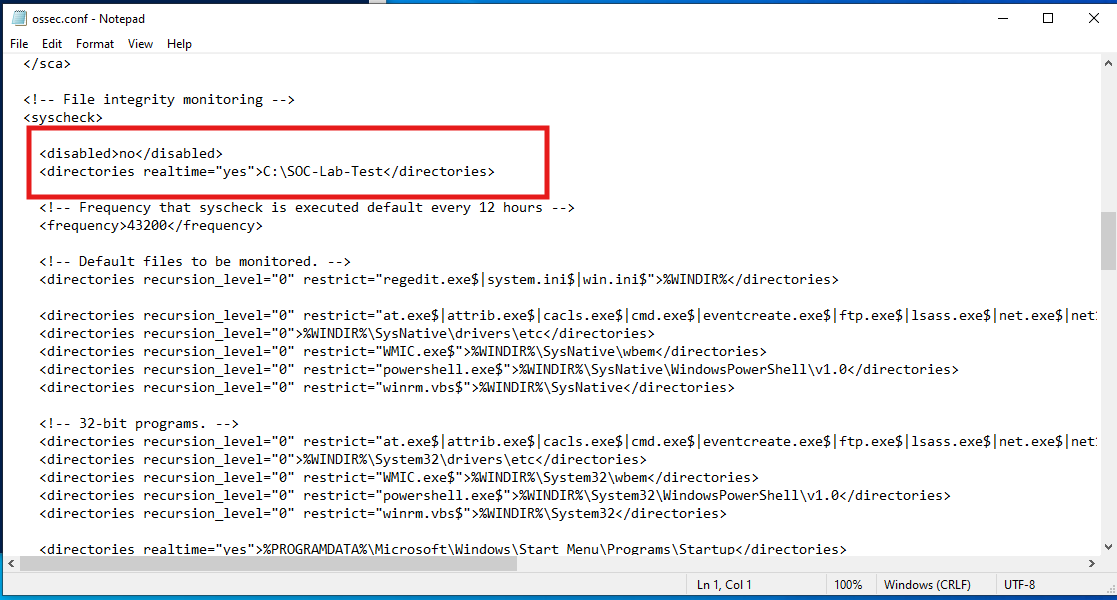 ossec.conf - Notepad
File Edit Format View Help
</sca>
<!-- File integrity monitoring -->
<syscheck>
<disabled>no</disabled>
<directories realtime="yes">C:\SOC-Lab-Test</directories>
<!-- Frequency that syscheck is executed default every 12 hours -->
<frequency>43200</frequency>
<!-- Default files to be monitored. -->
<directories recursion_level="0" restrict="regedit.exe$|system.ini$|win.ini$">%WINDIR%</directories>
<directories recursion_level="0" restrict="at.exe$|attrib.exe$|cacls.exe$|cmd.exe$|eventcreate.exe$|ftp.exe$|lsass.exe$|net.exe$|net1
<directories recursion_level="0">%WINDIR%\SysNative\drivers\etc</directories>
<directories recursion_level="0" restrict="WMIC.exe$">%WINDIR%\SysNative\wbem</directories>
<directories recursion_level="0" restrict="powershell.exe$">%WINDIR%\SysNative\WindowsPowerShell\v1.0</directories>
<directories recursion_level="0" restrict="winrm.vbs$">%WINDIR%\SysNative</directories>
<!-- 32-bit programs. -->
<directories recursion_level="0" restrict="at.exe$|attrib.exe$|cacls.exe$|cmd.exe$|eventcreate.exe$|ftp.exe$|lsass.exe$|net.exe$|net1
<directories recursion_level="0">%WINDIR%\System32\drivers\etc</directories>
<directories recursion_level="0" restrict="WMIC.exe$">%WINDIR%\System32\wbem</directories>
<directories recursion_level="0" restrict="powershell.exe$">%WINDIR%\System32\WindowsPowerShell\v1.0</directories>
<directories recursion_level="0" restrict="winrm.vbs$">%WINDIR%\System32</directories>
<directories realtime="yes">%PROGRAMDATA%\Microsoft\Windows\Start Menu\Programs\Startup</directories>
Ln 1, Col 1 100% Windows (CRLF) UTF-8